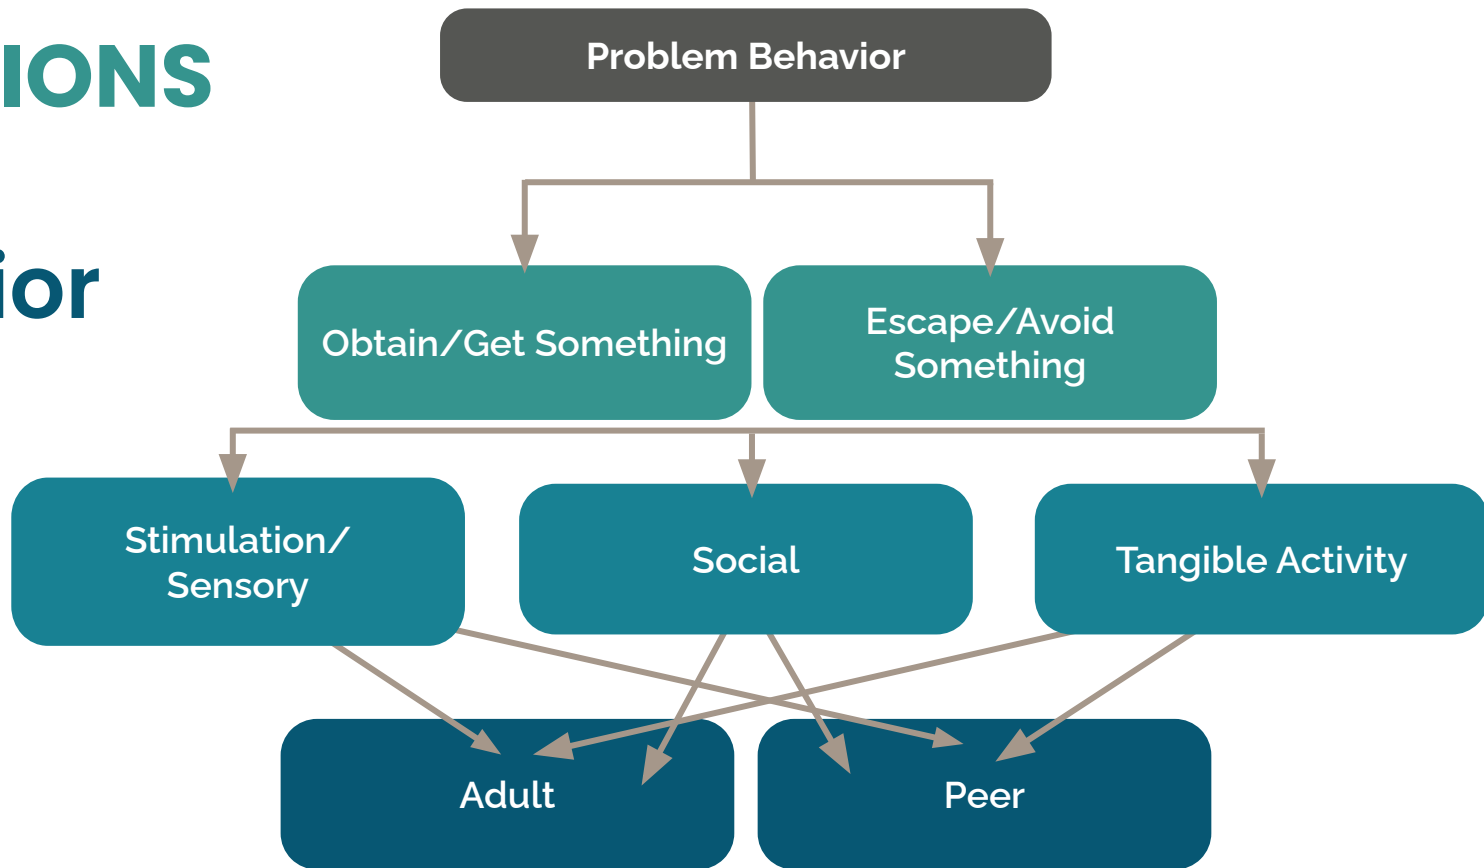 IONS
ior
Problem Behavior
Obtain/Get Something
Escape/Avoid
Something
Stimulation/
Sensory
Social
Tangible Activity
Adult
Peer